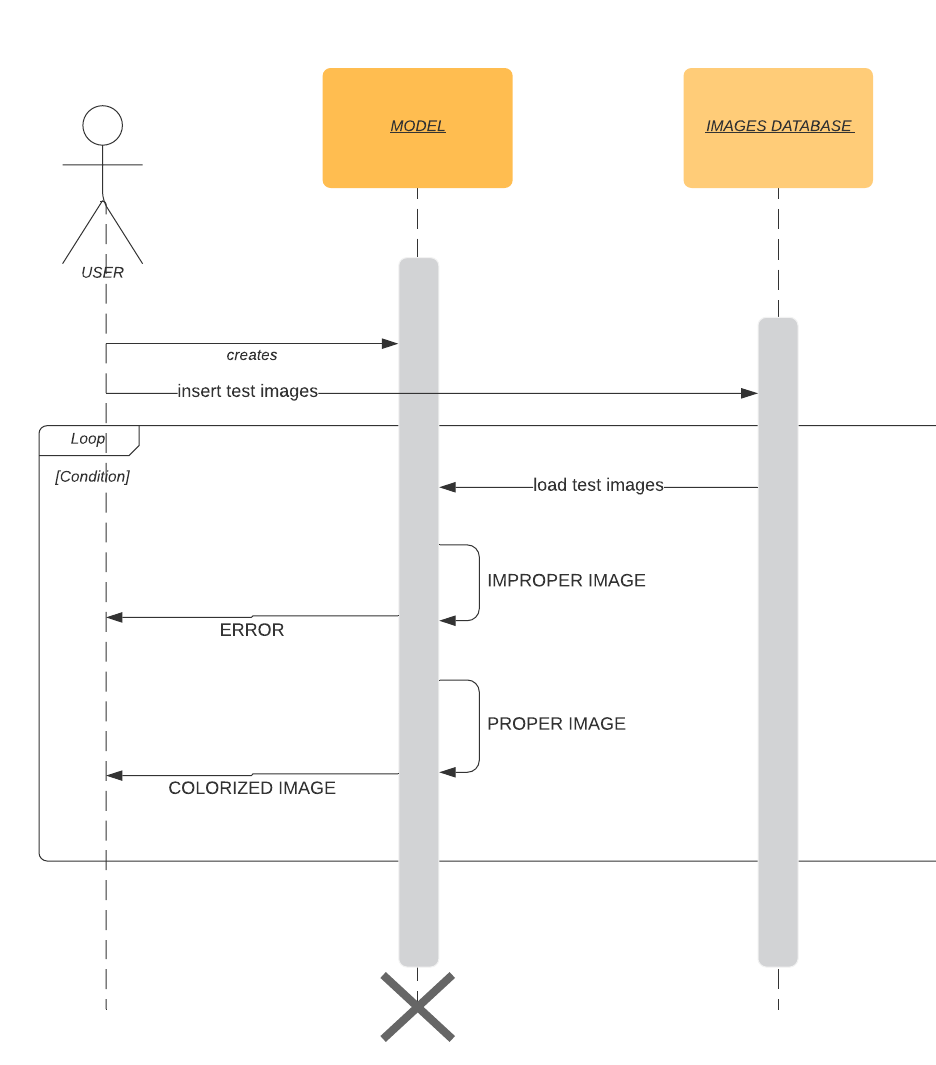 MODEL
IMAGES DATABASE
USER
creates
insert test images
Loop
[Condition]
load test images
IMPROPER IMAGE
ERROR
PROPER IMAGE
COLORIZED IMAGE